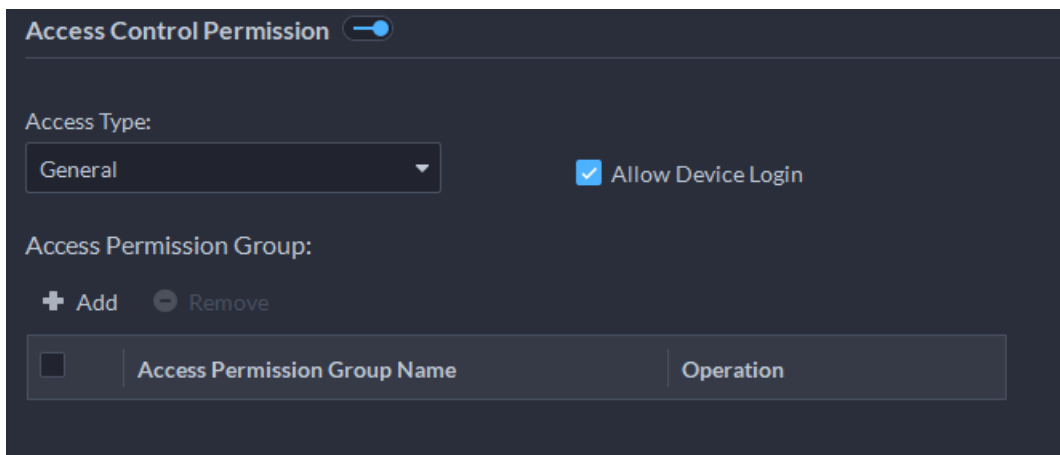 Access Control Permission
Access Type:
General
Allow Device Login
Access Permission Group:
Add Remove
Access Permission Group Name Operation